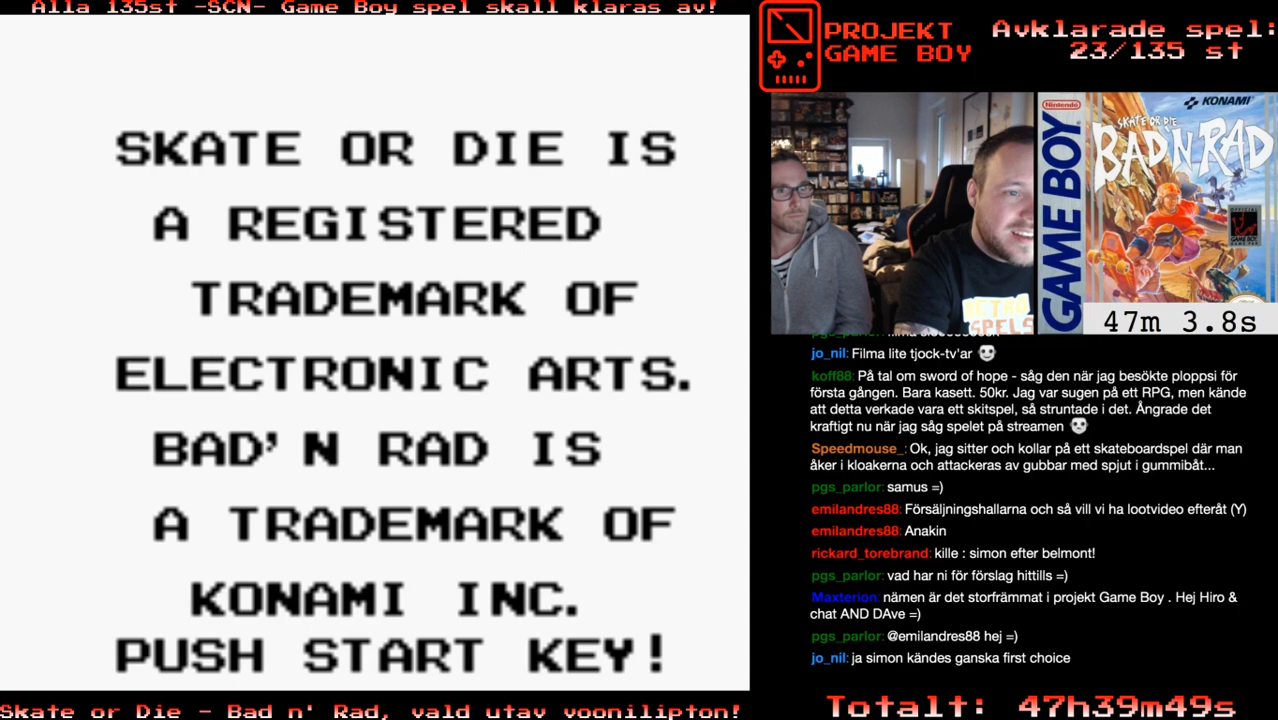 Alla 135st -SCN- Game Boy spel skall klaras av!
SKATE OR DIE IS
A REGISTERED
TRADEMARK OF
ELECTRONIC ARTS.
BAD'N RAD IS
A TRADEMARK OF
KONAMI INC.
PUSH START KEY!
Skate or Die - Bad n' Rad, vald utav voonilipton!
PROJEKT
GAME BOY
Avklarade spel:
23/135 st
Nintendo
GAME BOY
KONAMI
SKATE OR DIE
BAD'N RAD
RETRO
SPELS
47m 3.8s
jo_nil: Filma lite tjock-tv'ar
koff88: På tal om sword of hope - såg den när jag besökte ploppsi för
första gången. Bara kasett. 50kr. Jag var sugen på ett RPG, men kände
att detta verkade vara ett skitspel, så struntade i det. Ångrade det
kraftigt nu när jag såg spelet på streamen
Speedmouse_: Ok, jag sitter och kollar på ett skateboardspel där man
åker i kloakerna och attackeras av gubbar med spjut i gummibåt...
pgs_parlor: samus =)
emilandres88: Försäljningshallarna och så vill vi ha lootvideo efteråt (Y)
emilandres88: Anakin
rickard_torebrand: kille : simon efter belmont!
pgs_parlor: vad har ni för förslag hittills =)
Maxterion: nämen är det storfrämmat i projekt Game Boy . Hej Hiro &
chat AND DAve =)
pgs_parlor: @emilandres88 hej =)
jo_nil: ja simon kändes ganska first choice
Totalt: 47h39m49s